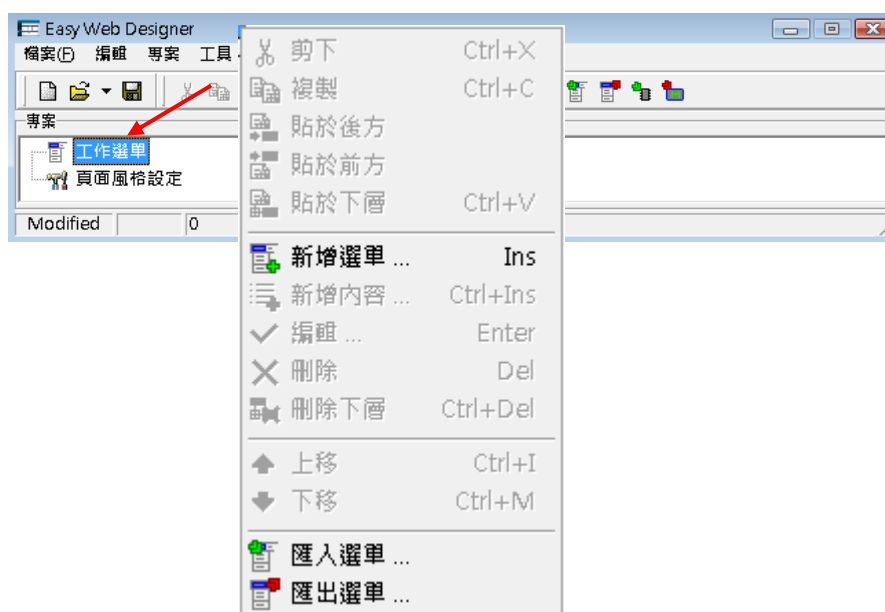 Easy Web Designer
檔案(F) 編輯 專案 工具
專案
工作選單
頁面風格設定
Modified 0
剪下 Ctrl+X
複製 Ctrl+C
貼於後方
貼於前方
貼於下層 Ctrl+V
新增選單 ... Ins
新增內容 ... Ctrl+Ins
編輯 ... Enter
刪除 Del
刪除下層 Ctrl+Del
上移 Ctrl+I
下移 Ctrl+M
匯入選單 ...
匯出選單 ...